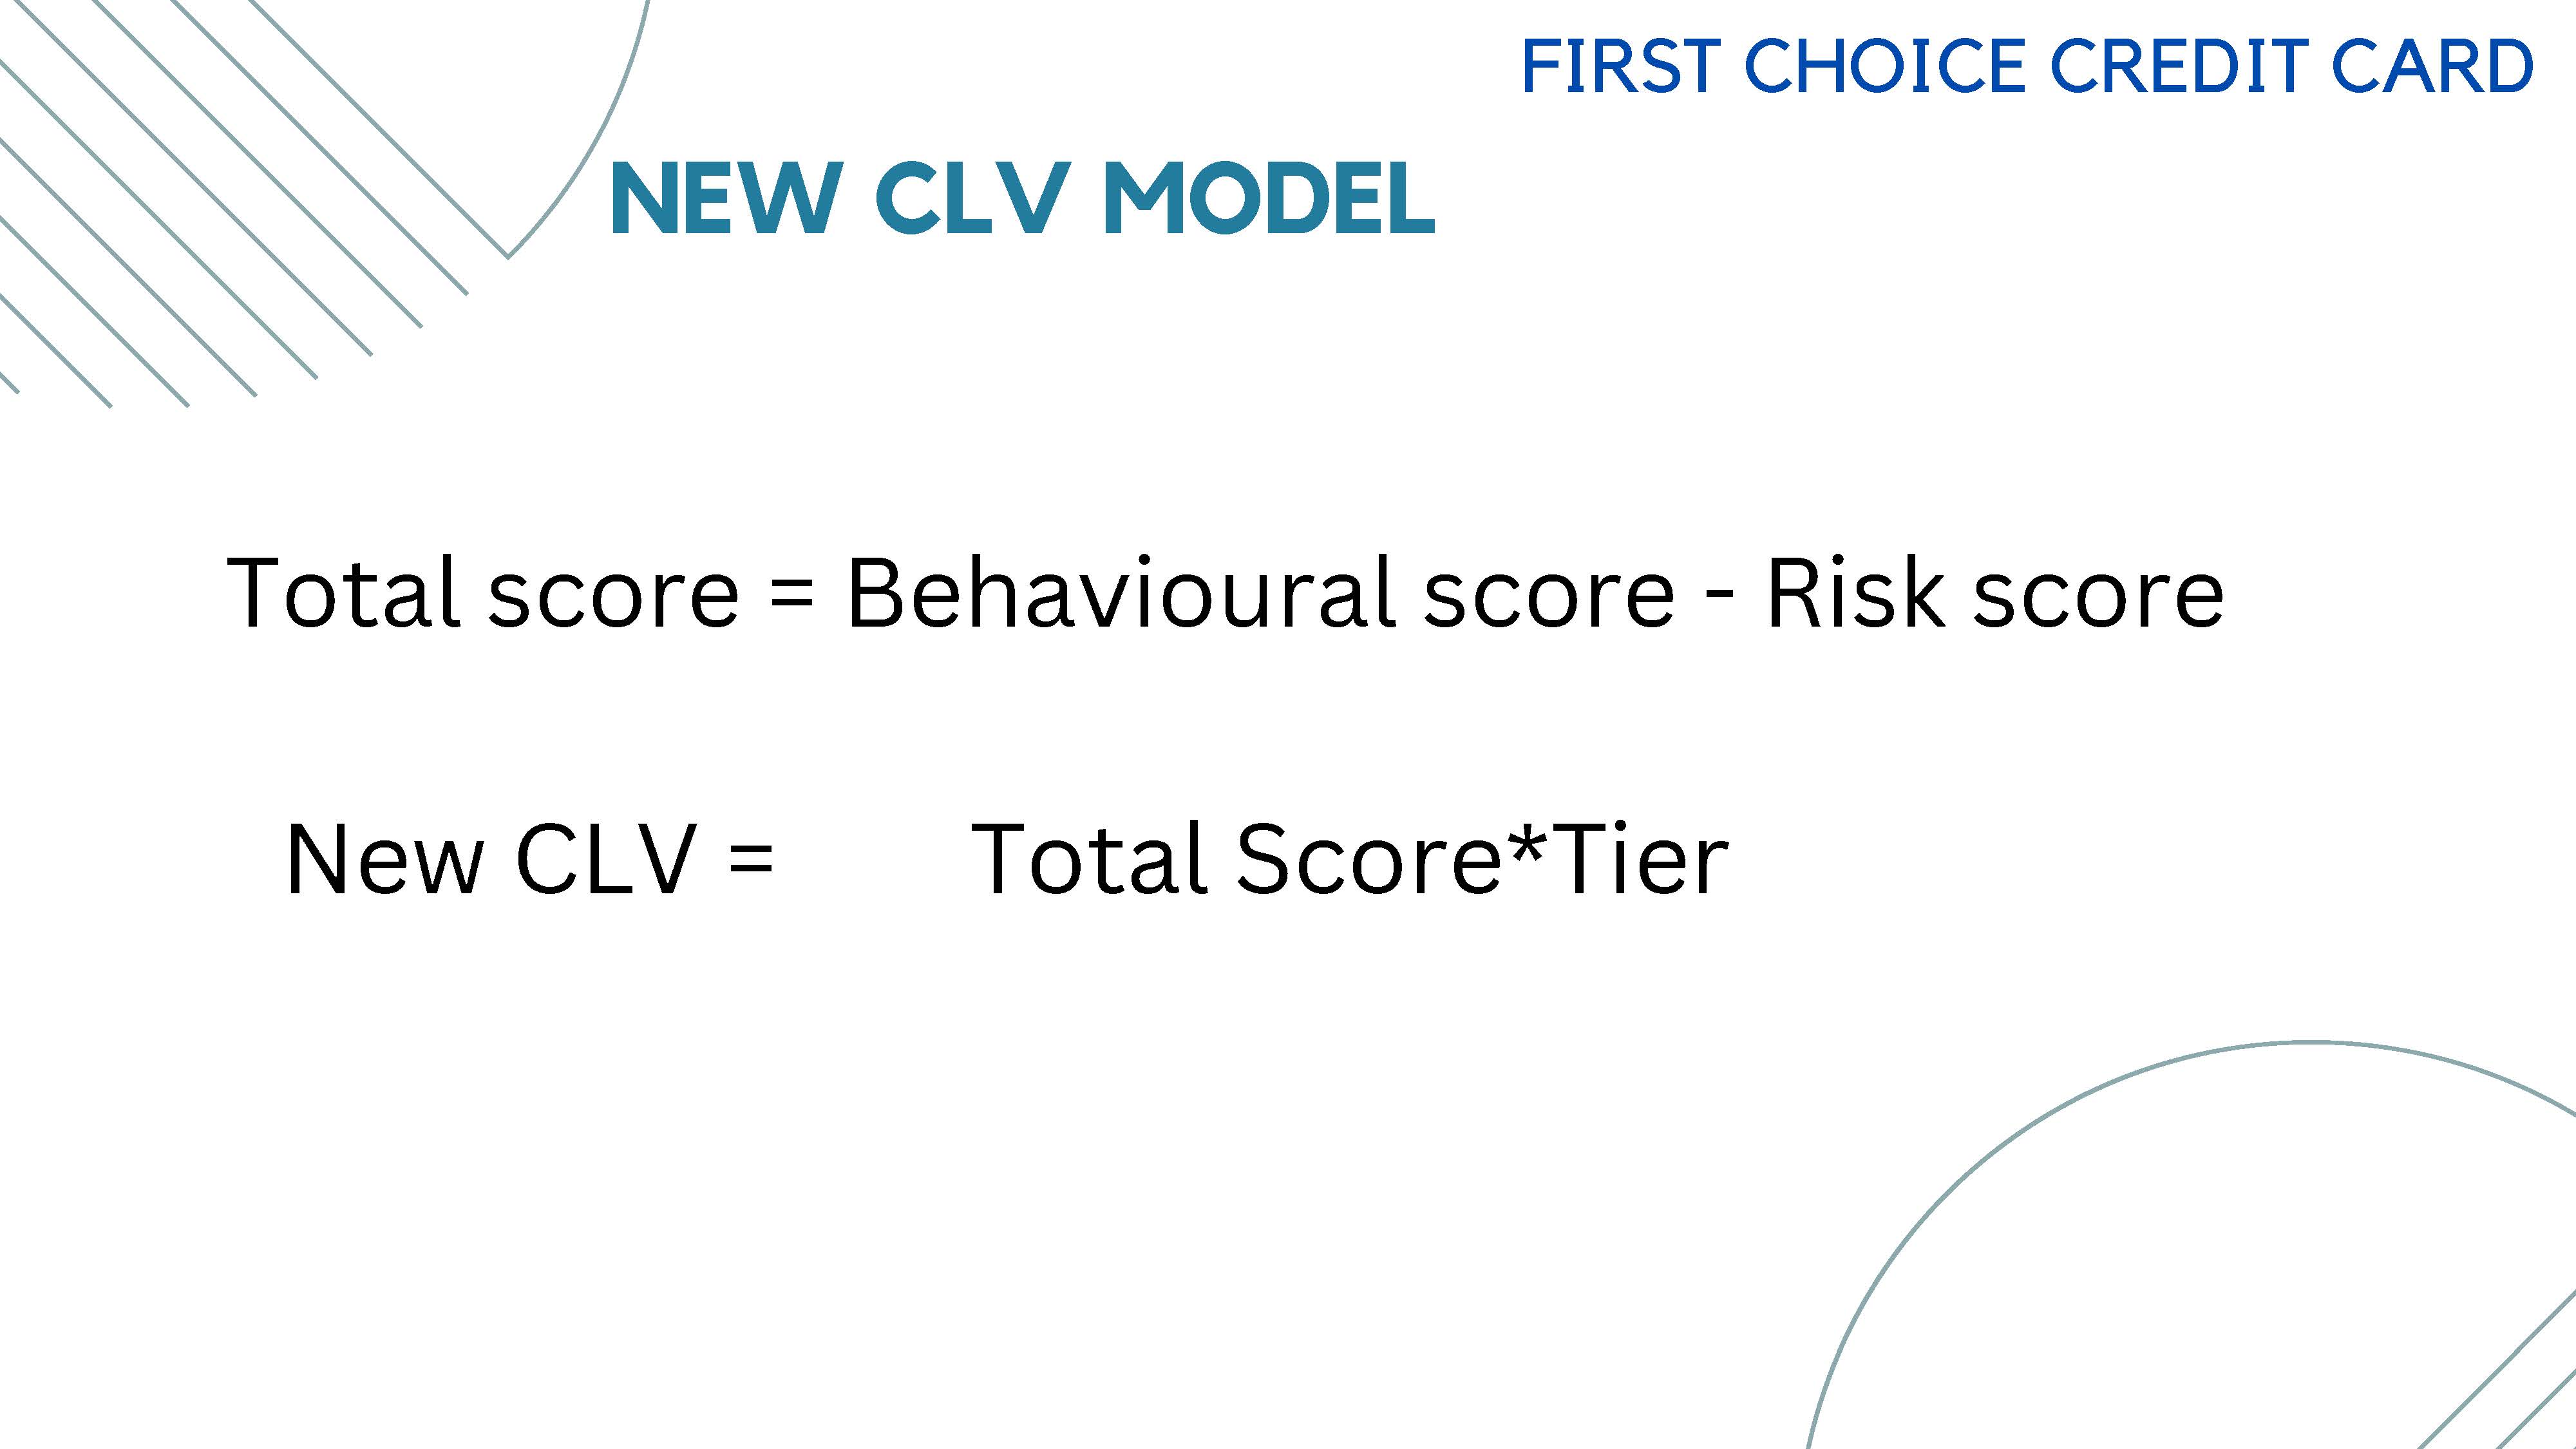 FIRST CHOICE CREDIT CARD
NEW CLV MODEL
Total score = Behavioural score - Risk score
New CLV = Total Score*Tier